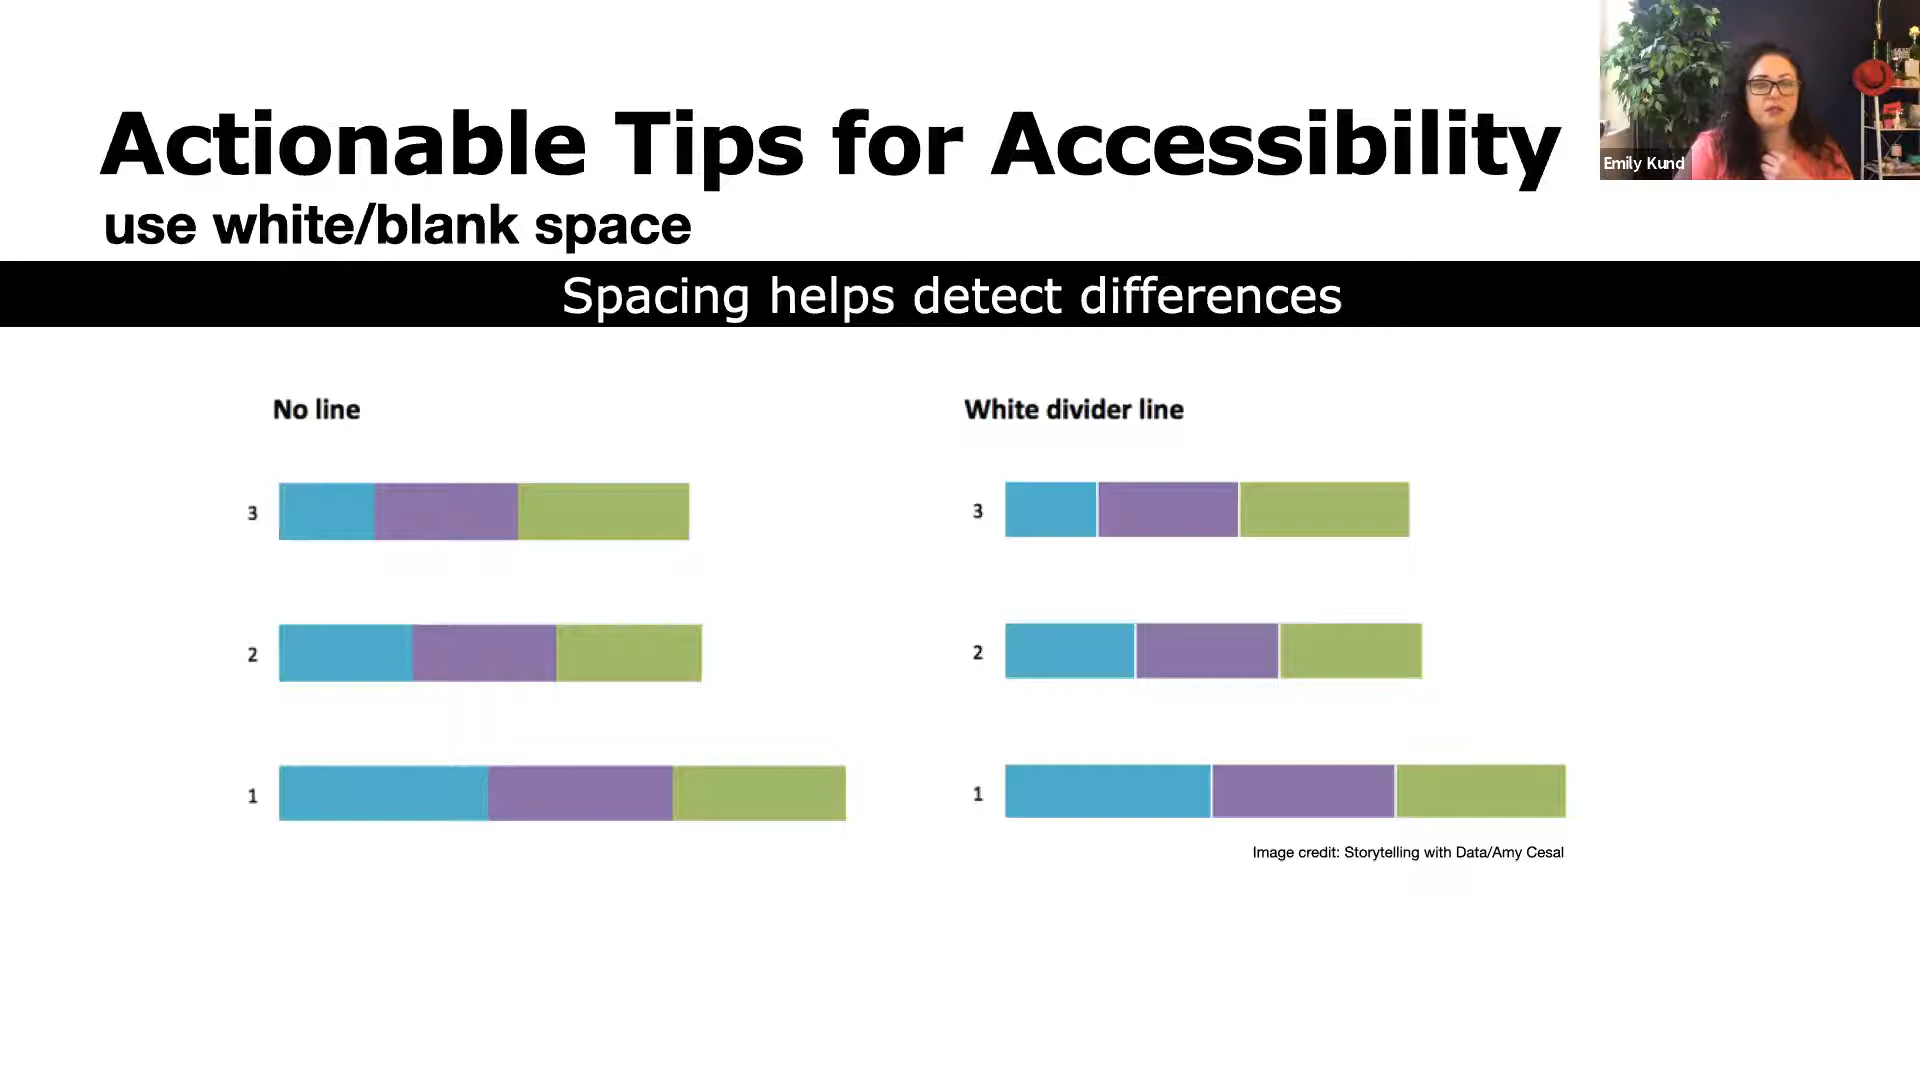 Actionable Tips for Accessibility
Emily Kund
use white/blank space
Spacing helps detect differences
No line
3
2
1
White divider line
3
2
1
Image credit: Storytelling with Data/Amy Cesal